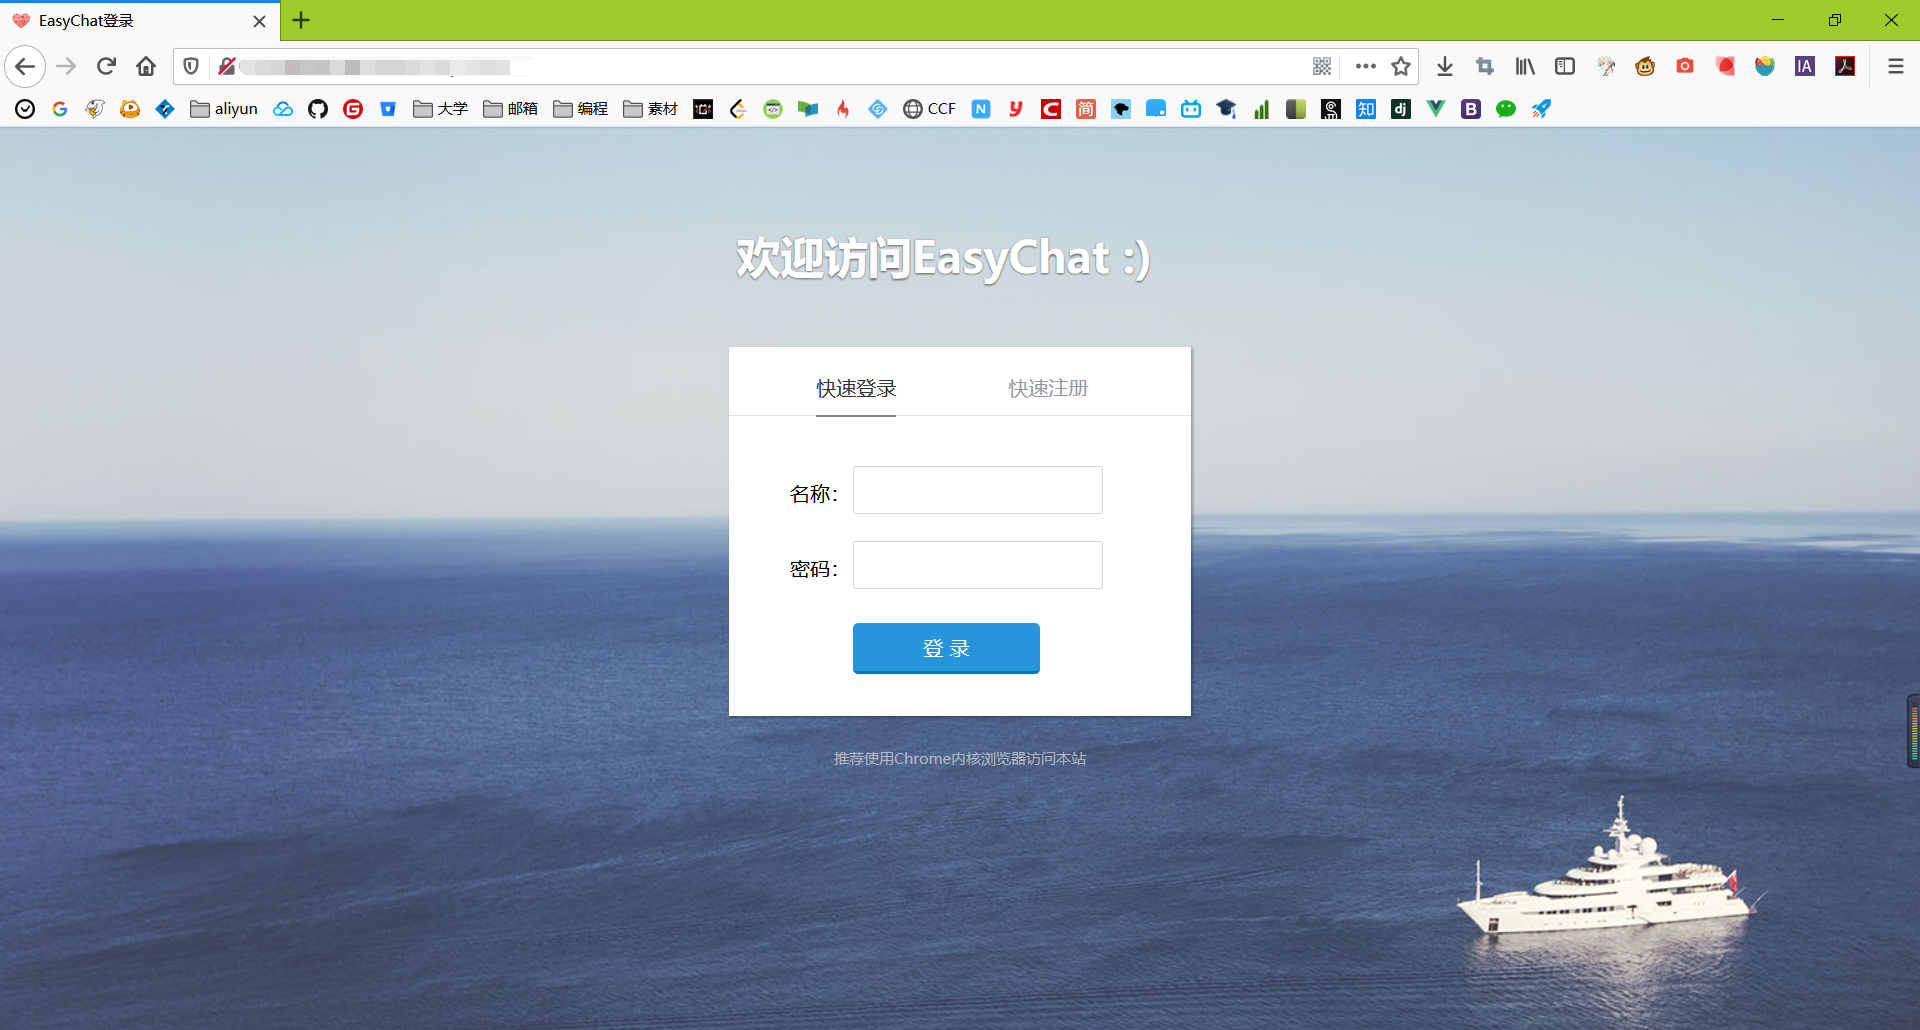 EasyChat登录
aliyun
大学
邮箱
编程
素材
CCF
欢迎访问EasyChat :)
快速登录
快速注册
名称：
密码：
登 录
推荐使用Chrome内核浏览器访问本站